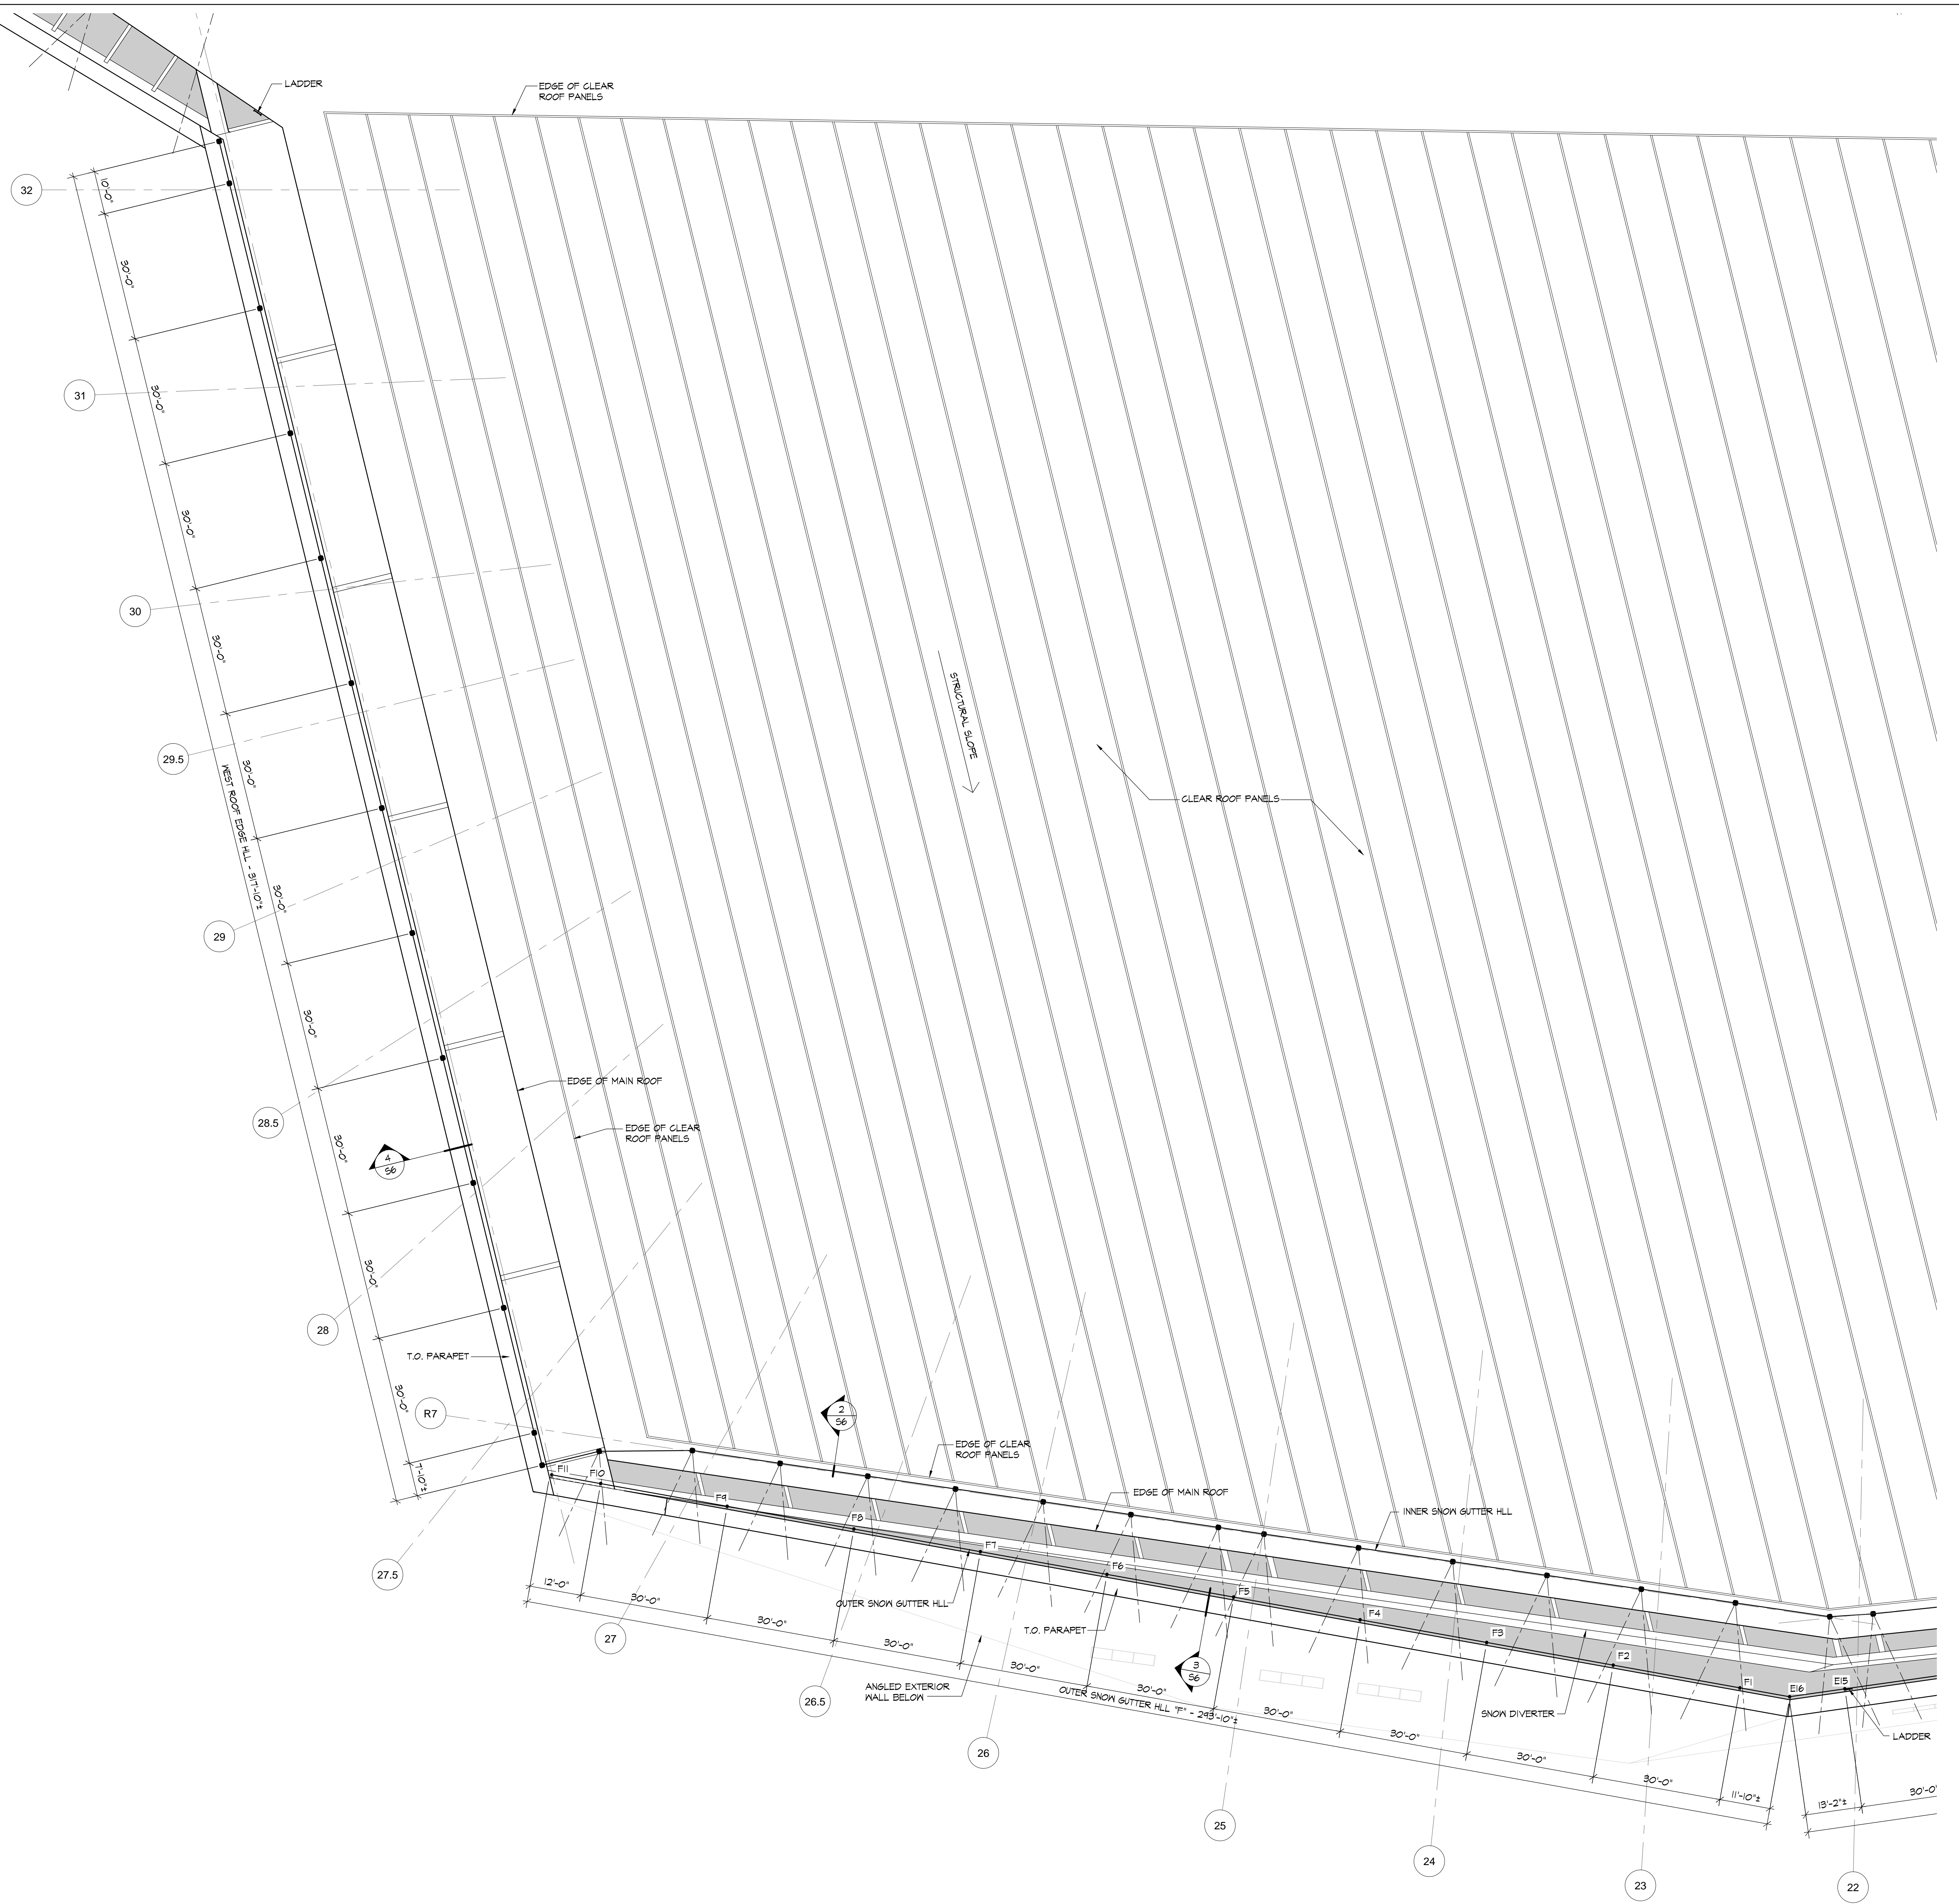 LADDER
EDGE OF CLEAR
ROOF PANELS
32
10'-0"
30'-0"
31
30'-0"
30'-0"
30
30'-0"
29.5
30'-0"
WEST ROOF EDGE HLL - 317'-10"±
30'-0"
29
30'-0"
28.5
30'-0"
28
30'-0"
30'-0"
7'-10"±
R7
27.5
STRUCTURAL SLOPE
CLEAR ROOF PANELS
EDGE OF MAIN ROOF
EDGE OF CLEAR
ROOF PANELS
4
S6
T.O. PARAPET
2
S6
EDGE OF CLEAR
ROOF PANELS
EDGE OF MAIN ROOF
INNER SNOW GUTTER HLL
F11
F10
F9
F8
F7
F6
F5
F4
F3
F2
F1
E16
E15
OUTER SNOW GUTTER HLL
T.O. PARAPET
3
S6
ANGLED EXTERIOR
WALL BELOW
SNOW DIVERTER
LADDER
12'-0"
30'-0"
30'-0"
30'-0"
30'-0"
30'-0"
30'-0"
30'-0"
30'-0"
30'-0"
11'-10"±
13'-2"±
30'-0"
OUTER SNOW GUTTER HLL "F" - 293'-10"±
27
26.5
26
25
24
23
22